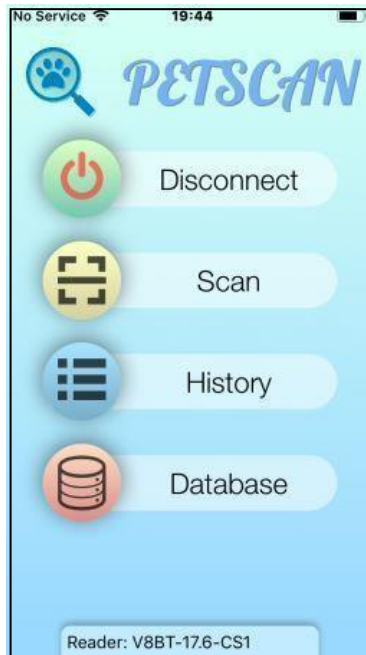 No Service 19:44
PETSCAN
Disconnect
Scan
History
Database
Reader: V8BT-17.6-CS1